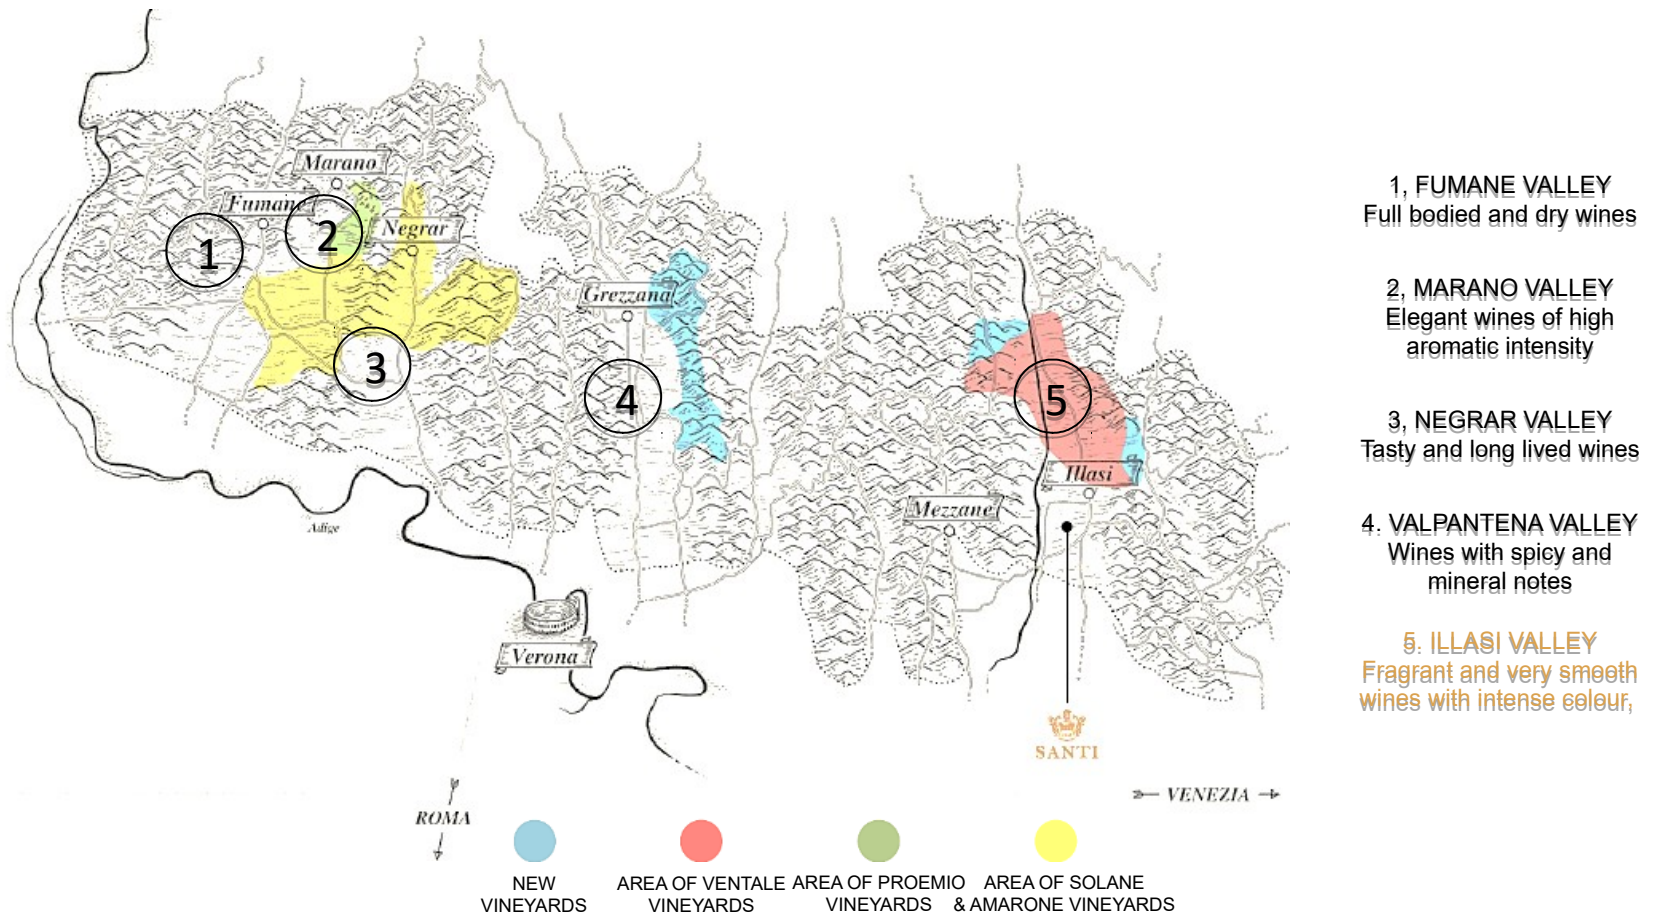 Marano
Fumane
Negrar
1
2
3
Grezzana
4
5
Illasi
Mezzane
Adige
Verona
SANTI
ROMA
VENEZIA
1, FUMANE VALLEY
Full bodied and dry wines
2, MARANO VALLEY
Elegant wines of high
aromatic intensity
3, NEGRAR VALLEY
Tasty and long lived wines
4. VALPANTENA VALLEY
Wines with spicy and
mineral notes
5. ILLASI VALLEY
Fragrant and very smooth
wines with intense colour,
NEW
VINEYARDS
AREA OF VENTALE
VINEYARDS
AREA OF PROEMIO
VINEYARDS
AREA OF SOLANE
& AMARONE VINEYARDS